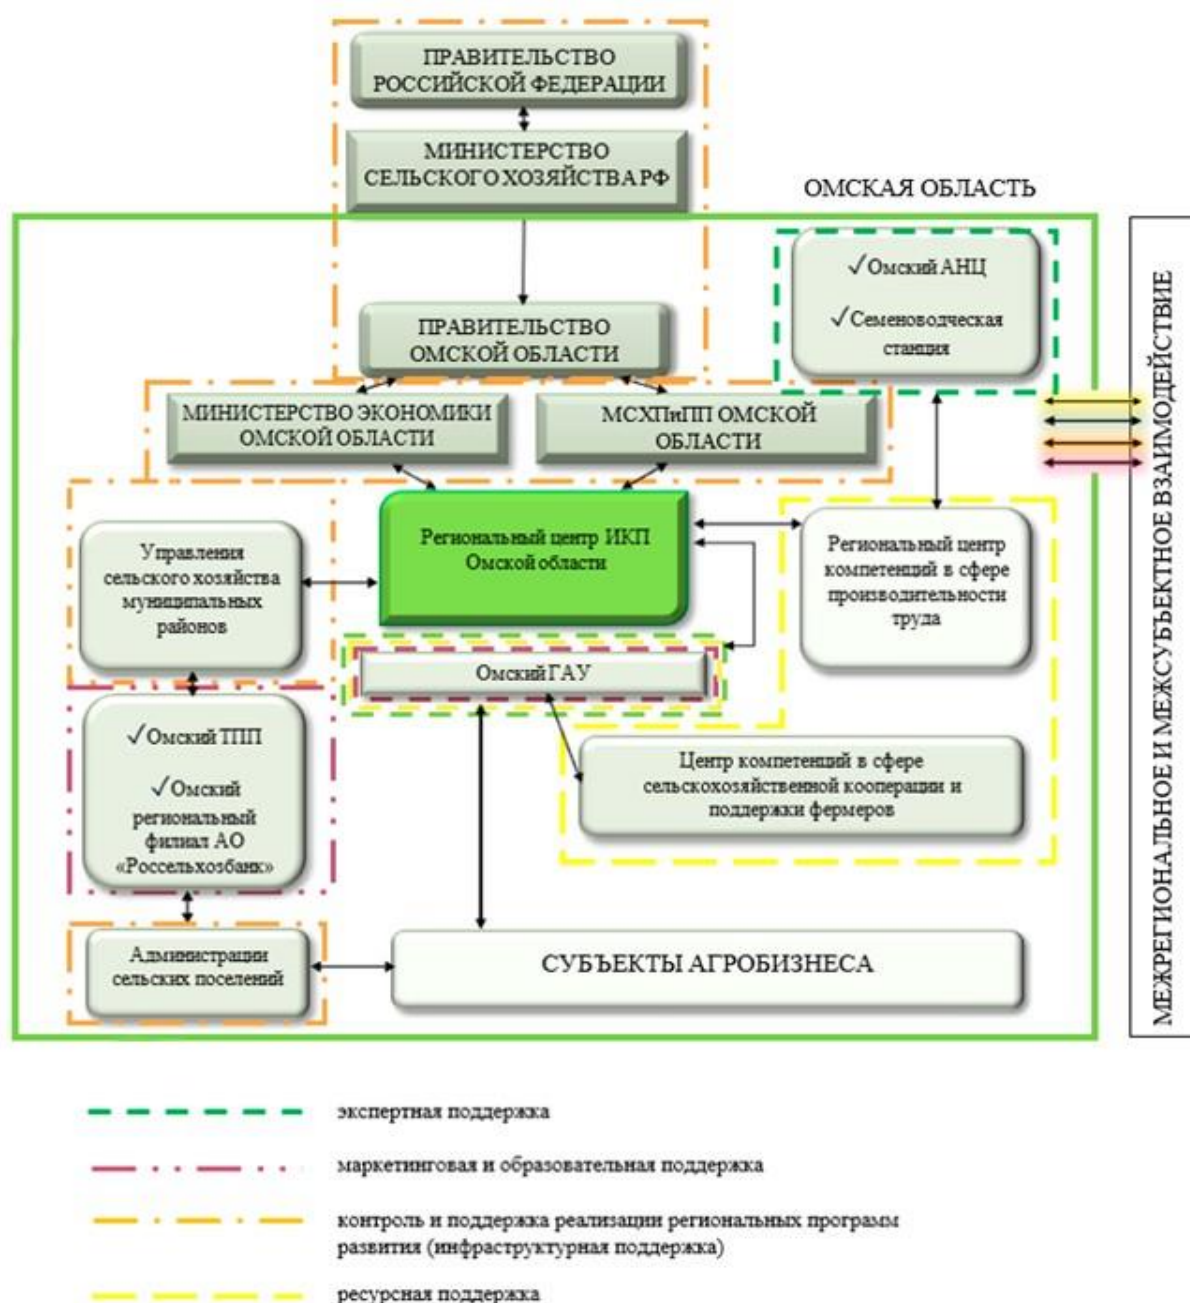 ПРАВИТЕЛЬСТВО
РОССИЙСКОЙ ФЕДЕРАЦИИ
МИНИСТЕРСТВО
СЕЛЬСКОГО ХОЗЯЙСТВА РФ
ОМСКАЯ ОБЛАСТЬ
✓Омский АНЦ
✓Семеноводческая
станция
ПРАВИТЕЛЬСТВО
ОМСКОЙ ОБЛАСТИ
МИНИСТЕРСТВО ЭКОНОМИКИ
ОМСКОЙ ОБЛАСТИ
МСХПиПП ОМСКОЙ
ОБЛАСТИ
МЕЖРЕГИОНАЛЬНОЕ И МЕЖСУБЪЕКТНОЕ ВЗАИМОДЕЙСТВИЕ
Региональный центр ИКП
Омской области
Управления
сельского хозяйства
муниципальных
районов
Региональный центр
компетенций в сфере
производительности
труда
Омский ГАУ
✓Омский ТПП
✓Омский
региональный
филиал АО
«Россельхозбанк»
Центр компетенций в сфере
сельскохозяйственной кооперации и
поддержки фермеров
Администрации
сельских поселений
СУБЪЕКТЫ АГРОБИЗНЕСА
экспертная поддержка
маркетинговая и образовательная поддержка
контроль и поддержка реализации региональных программ
развития (инфраструктурная поддержка)
ресурсная поддержка